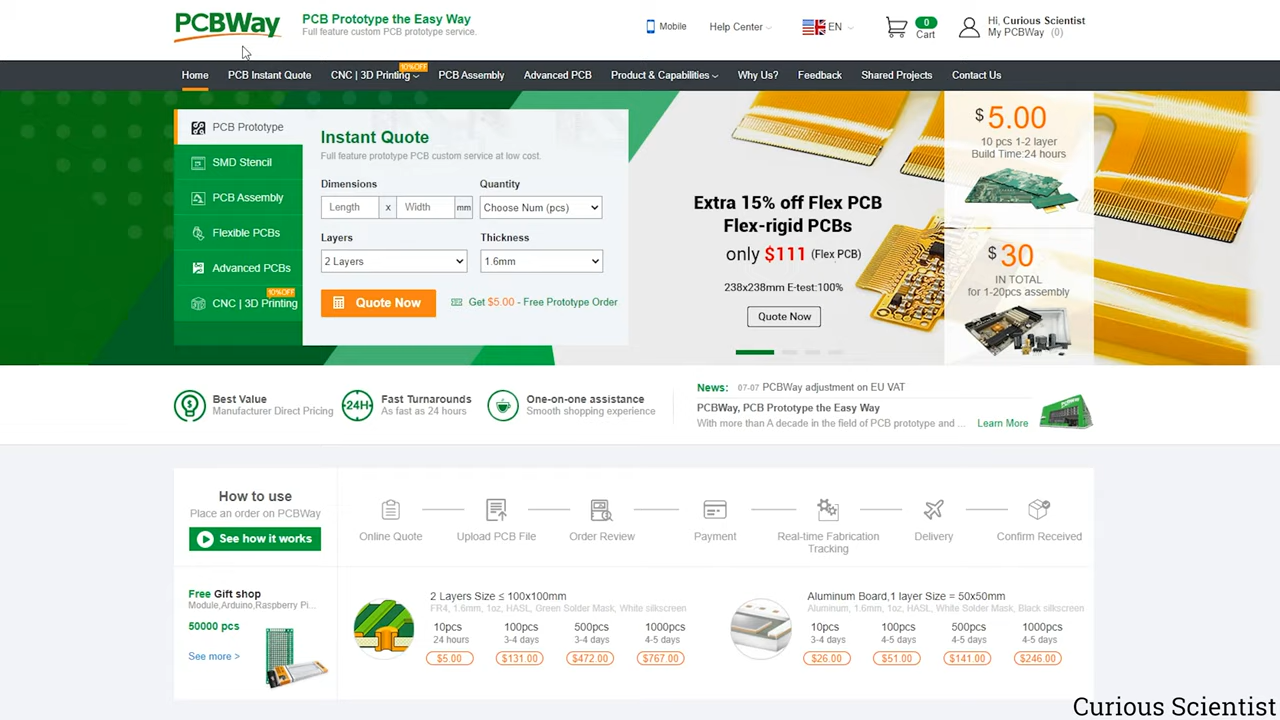 PCBWay
PCB Prototype the Easy Way
Full feature custom PCB prototype service.
Mobile
Help Center
EN
0
Cart
Hi, Curious Scientist
My PCBWay (0)
Home
PCB Instant Quote
CNC | 3D Printing
10%OFF
PCB Assembly
Advanced PCB
Product & Capabilities
Why Us?
Feedback
Shared Projects
Contact Us
PCB Prototype
SMD Stencil
PCB Assembly
Flexible PCBs
Advanced PCBs
10%OFF
CNC | 3D Printing
Instant Quote
Full feature prototype PCB custom service at low cost.
Dimensions
Quantity
Length x Width mm
Choose Num (pcs)
Layers
Thickness
2 Layers
1.6mm
Quote Now
Get $5.00 - Free Prototype Order
Extra 15% off Flex PCB
Flex-rigid PCBs
only $111 (Flex PCB)
238x238mm E-test:100%
Quote Now
$5.00
10 pcs 1-2 layer
Build Time:24 hours
$30
IN TOTAL
for 1-20pcs assembly
Best Value
Manufacturer Direct Pricing
24H
Fast Turnarounds
As fast as 24 hours
One-on-one assistance
Smooth shopping experience
News: 07-07 PCBWay adjustment on EU VAT
PCBWay, PCB Prototype the Easy Way
With more than A decade in the field of PCB prototype and ...
Learn More
How to use
Place an order on PCBWay
See how it works
Online Quote
Upload PCB File
Order Review
Payment
Real-time Fabrication
Tracking
Delivery
Confirm Received
Free Gift shop
Module,Arduino,Raspberry Pi...
50000 pcs
See more >
2 Layers Size ≤ 100x100mm
FR4, 1.6mm, 1oz, HASL, Green Solder Mask, White silkscreen
10pcs 100pcs 500pcs 1000pcs
24 hours 3-4 days 3-4 days 4-5 days
$5.00 $131.00 $472.00 $767.00
Aluminum Board,1 layer Size = 50x50mm
Aluminum, 1.6mm, 1oz, HASL, White Solder Mask, Black silkscreen
10pcs 100pcs 500pcs 1000pcs
3-4 days 4-5 days 4-5 days 4-5 days
$26.00 $51.00 $141.00 $246.00
Curious Scientist